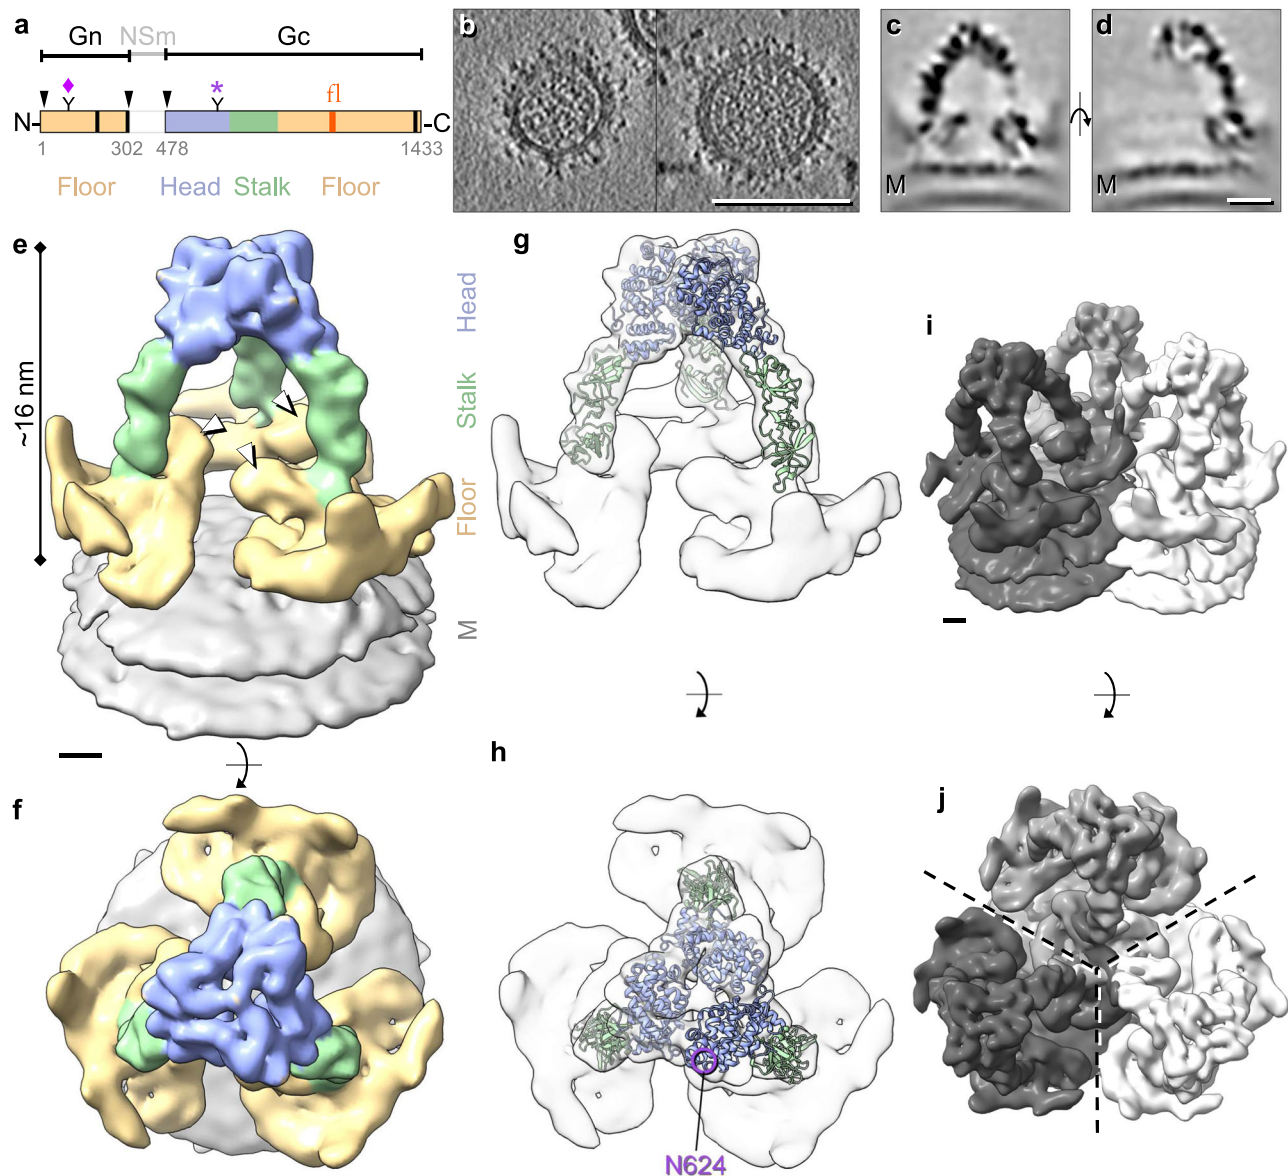 a
Gn NSm Gc
*
fl
N C
1 302 478 1433
Floor Head Stalk Floor
b
c
M
d
M
e
~16 nm
Head
Stalk
Floor
M
f
g
h
N624
i
j